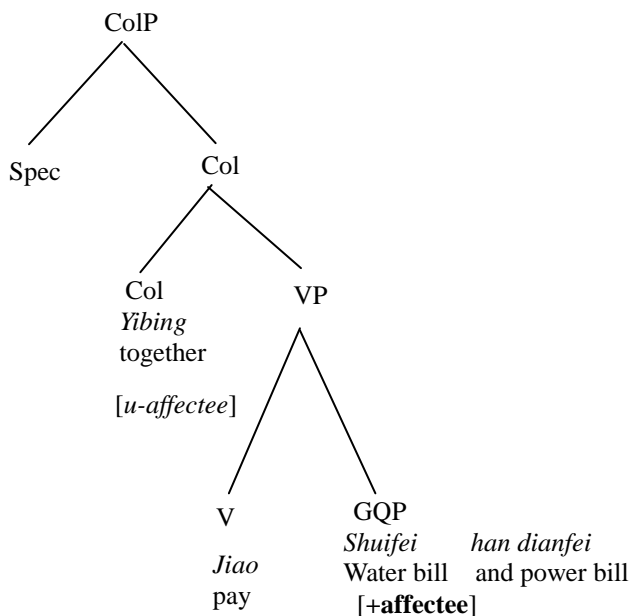 ColP
Spec
Col
Col
VP
Yibing
together
[u-affectee]
V
GQP
Jiao
Shuifei han dianfei
pay
Water bill and power bill
[+affectee]